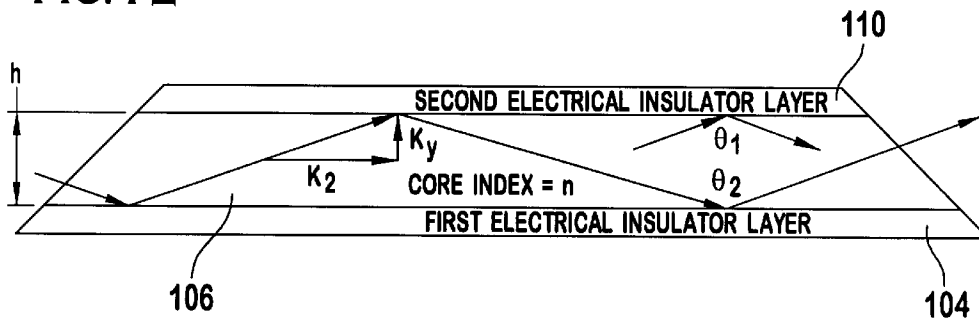 110
h
SECOND ELECTRICAL INSULATOR LAYER
Ky
θ1
K2
CORE INDEX = n
θ2
FIRST ELECTRICAL INSULATOR LAYER
106
104